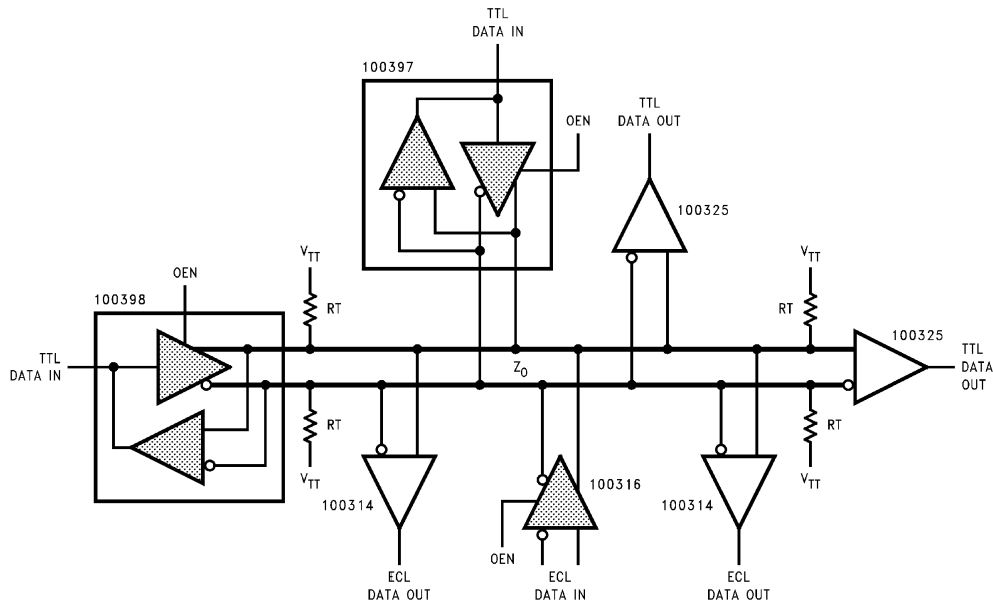 TTL
DATA IN
100397
OEN
TTL
DATA OUT
100325
VTT
OEN
RT
VTT
RT
100398
TTL
DATA IN
100325
TTL
DATA
OUT
Z0
RT
VTT
RT
VTT
100314
100316
100314
OEN
ECL
DATA OUT
ECL
DATA IN
ECL
DATA OUT